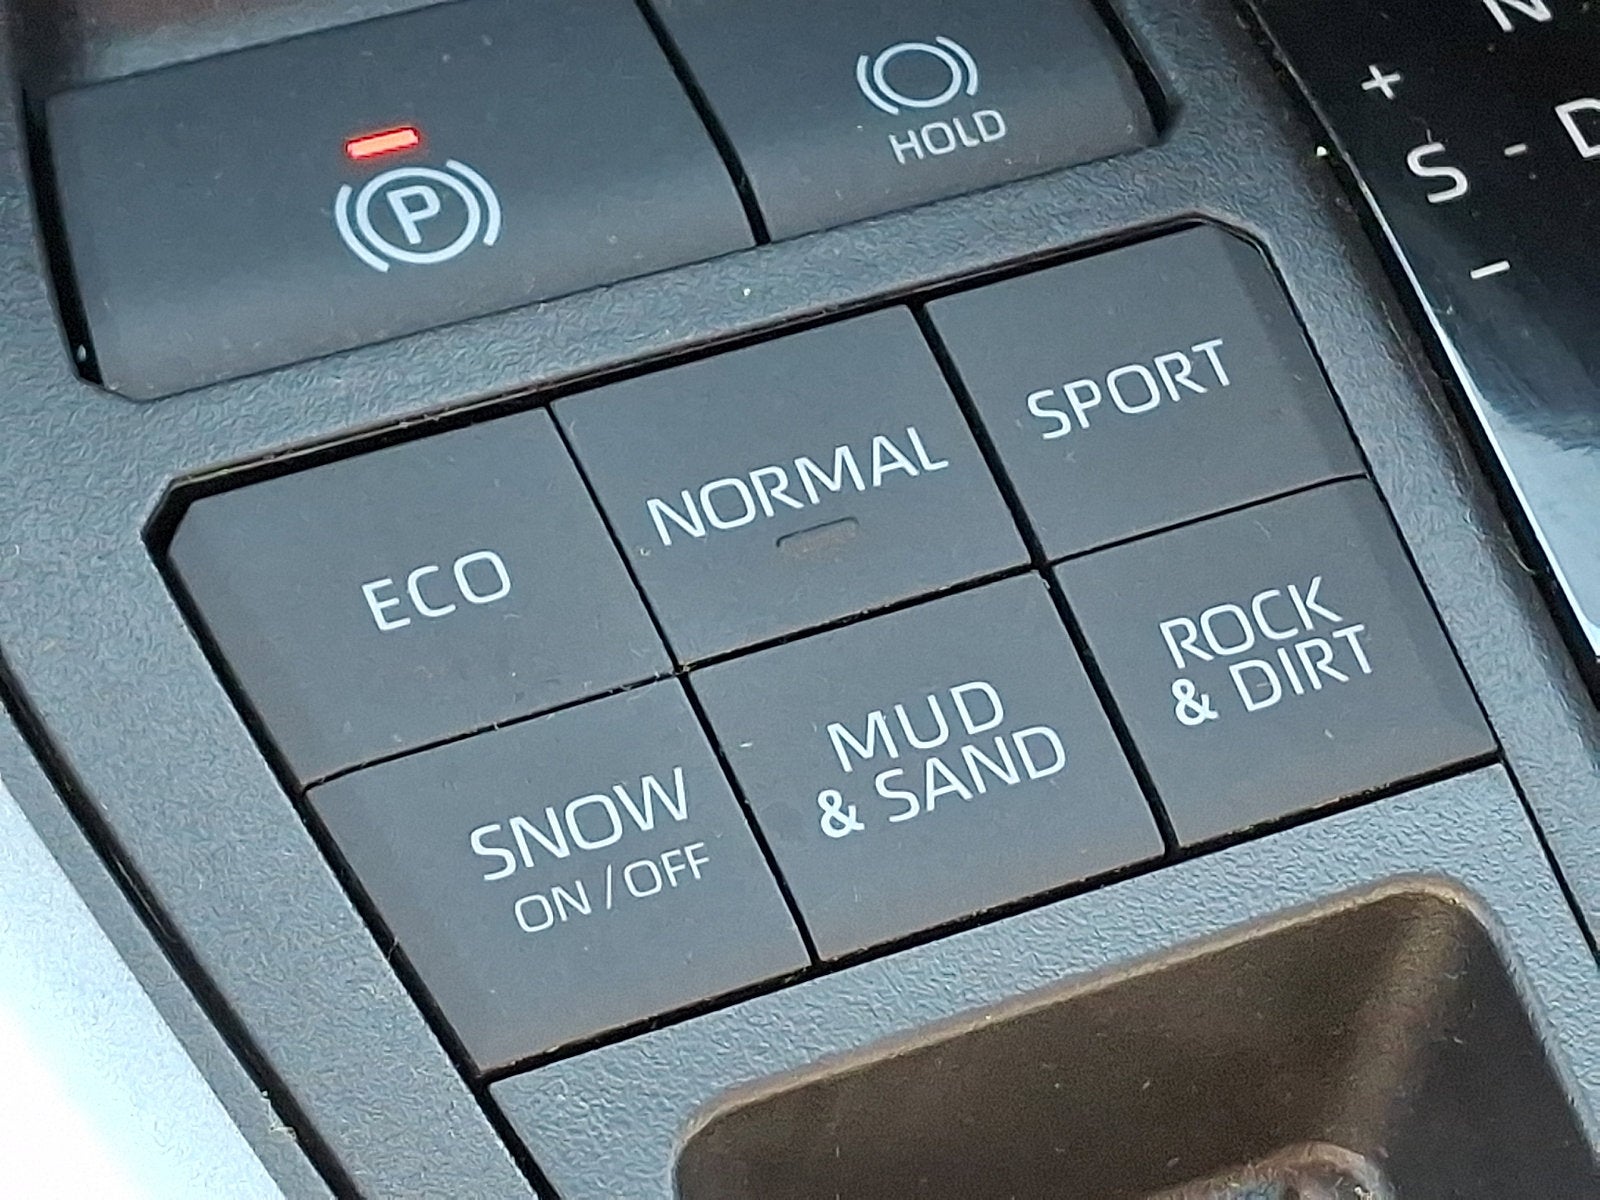 P
HOLD
N
+
S - D
-
ECO
NORMAL
SPORT
SNOW
ON / OFF
MUD
& SAND
ROCK
& DIRT